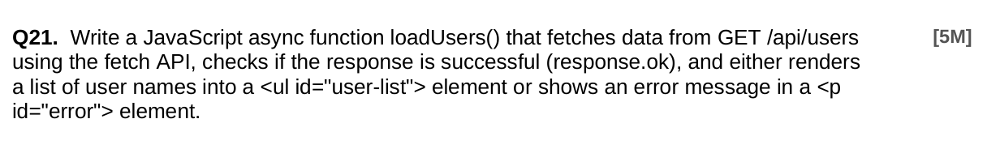 Q21. Write a JavaScript async function loadUsers() that fetches data from GET /api/users [5M]
using the fetch API, checks if the response is successful (response.ok), and either renders
a list of user names into a <ul id="user-list"> element or shows an error message in a <p
id="error"> element.